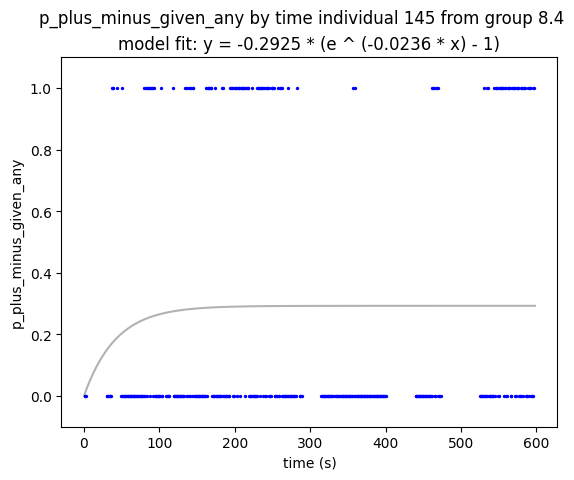 p_plus_minus_given_any by time individual 145 from group 8.4
model fit: y = -0.2925 * (e ^ (-0.0236 * x) - 1)
1.0
0.8
0.6
0.4
0.2
0.0
p_plus_minus_given_any
0 100 200 300 400 500 600
time (s)